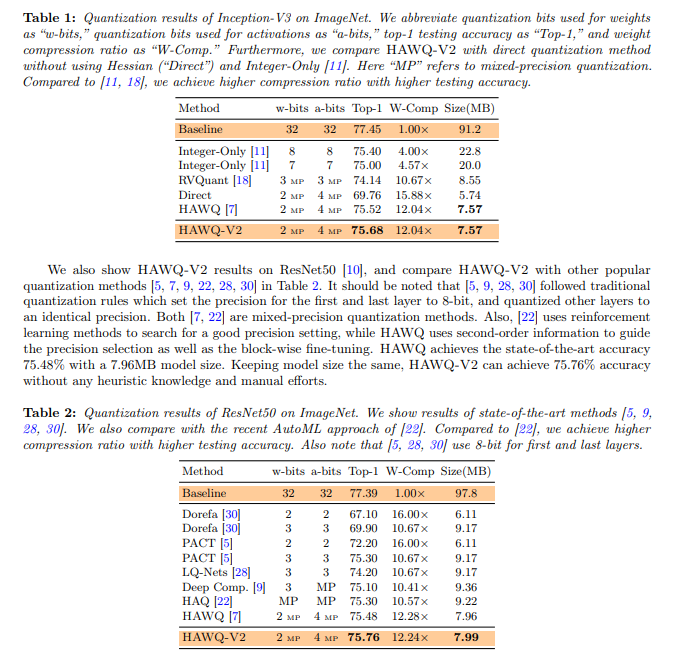 Table 1: Quantization results of Inception-V3 on ImageNet. We abbreviate quantization bits used for weights
as “w-bits,” quantization bits used for activations as “a-bits,” top-1 testing accuracy as “Top-1,” and weight
compression ratio as “W-Comp.” Furthermore, we compare HAWQ-V2 with direct quantization method
without using Hessian (“Direct”) and Integer-Only [11]. Here “MP” refers to mixed-precision quantization.
Compared to [11, 18], we achieve higher compression ratio with higher testing accuracy.
Method w-bits a-bits Top-1 W-Comp Size(MB)
Baseline 32 32 77.45 1.00× 91.2
Integer-Only [11] 8 8 75.40 4.00× 22.8
Integer-Only [11] 7 7 75.00 4.57× 20.0
RVQuant [18] 3 MP 3 MP 74.14 10.67× 8.55
Direct 2 MP 4 MP 69.76 15.88× 5.74
HAWQ [7] 2 MP 4 MP 75.52 12.04× 7.57
HAWQ-V2 2 MP 4 MP 75.68 12.04× 7.57
We also show HAWQ-V2 results on ResNet50 [10], and compare HAWQ-V2 with other popular
quantization methods [5, 7, 9, 22, 28, 30] in Table 2. It should be noted that [5, 9, 28, 30] followed traditional
quantization rules which set the precision for the first and last layer to 8-bit, and quantized other layers to
an identical precision. Both [7, 22] are mixed-precision quantization methods. Also, [22] uses reinforcement
learning methods to search for a good precision setting, while HAWQ uses second-order information to guide
the precision selection as well as the block-wise fine-tuning. HAWQ achieves the state-of-the-art accuracy
75.48% with a 7.96MB model size. Keeping model size the same, HAWQ-V2 can achieve 75.76% accuracy
without any heuristic knowledge and manual efforts.
Table 2: Quantization results of ResNet50 on ImageNet. We show results of state-of-the-art methods [5, 9,
28, 30]. We also compare with the recent AutoML approach of [22]. Compared to [22], we achieve higher
compression ratio with higher testing accuracy. Also note that [5, 28, 30] use 8-bit for first and last layers.
Method w-bits a-bits Top-1 W-Comp Size(MB)
Baseline 32 32 77.39 1.00× 97.8
Dorefa [30] 2 2 67.10 16.00× 6.11
Dorefa [30] 3 3 69.90 10.67× 9.17
PACT [5] 2 2 72.20 16.00× 6.11
PACT [5] 3 3 75.30 10.67× 9.17
LQ-Nets [28] 3 3 74.20 10.67× 9.17
Deep Comp. [9] 3 MP 75.10 10.41× 9.36
HAQ [22] MP MP 75.30 10.57× 9.22
HAWQ [7] 2 MP 4 MP 75.48 12.28× 7.96
HAWQ-V2 2 MP 4 MP 75.76 12.24× 7.99